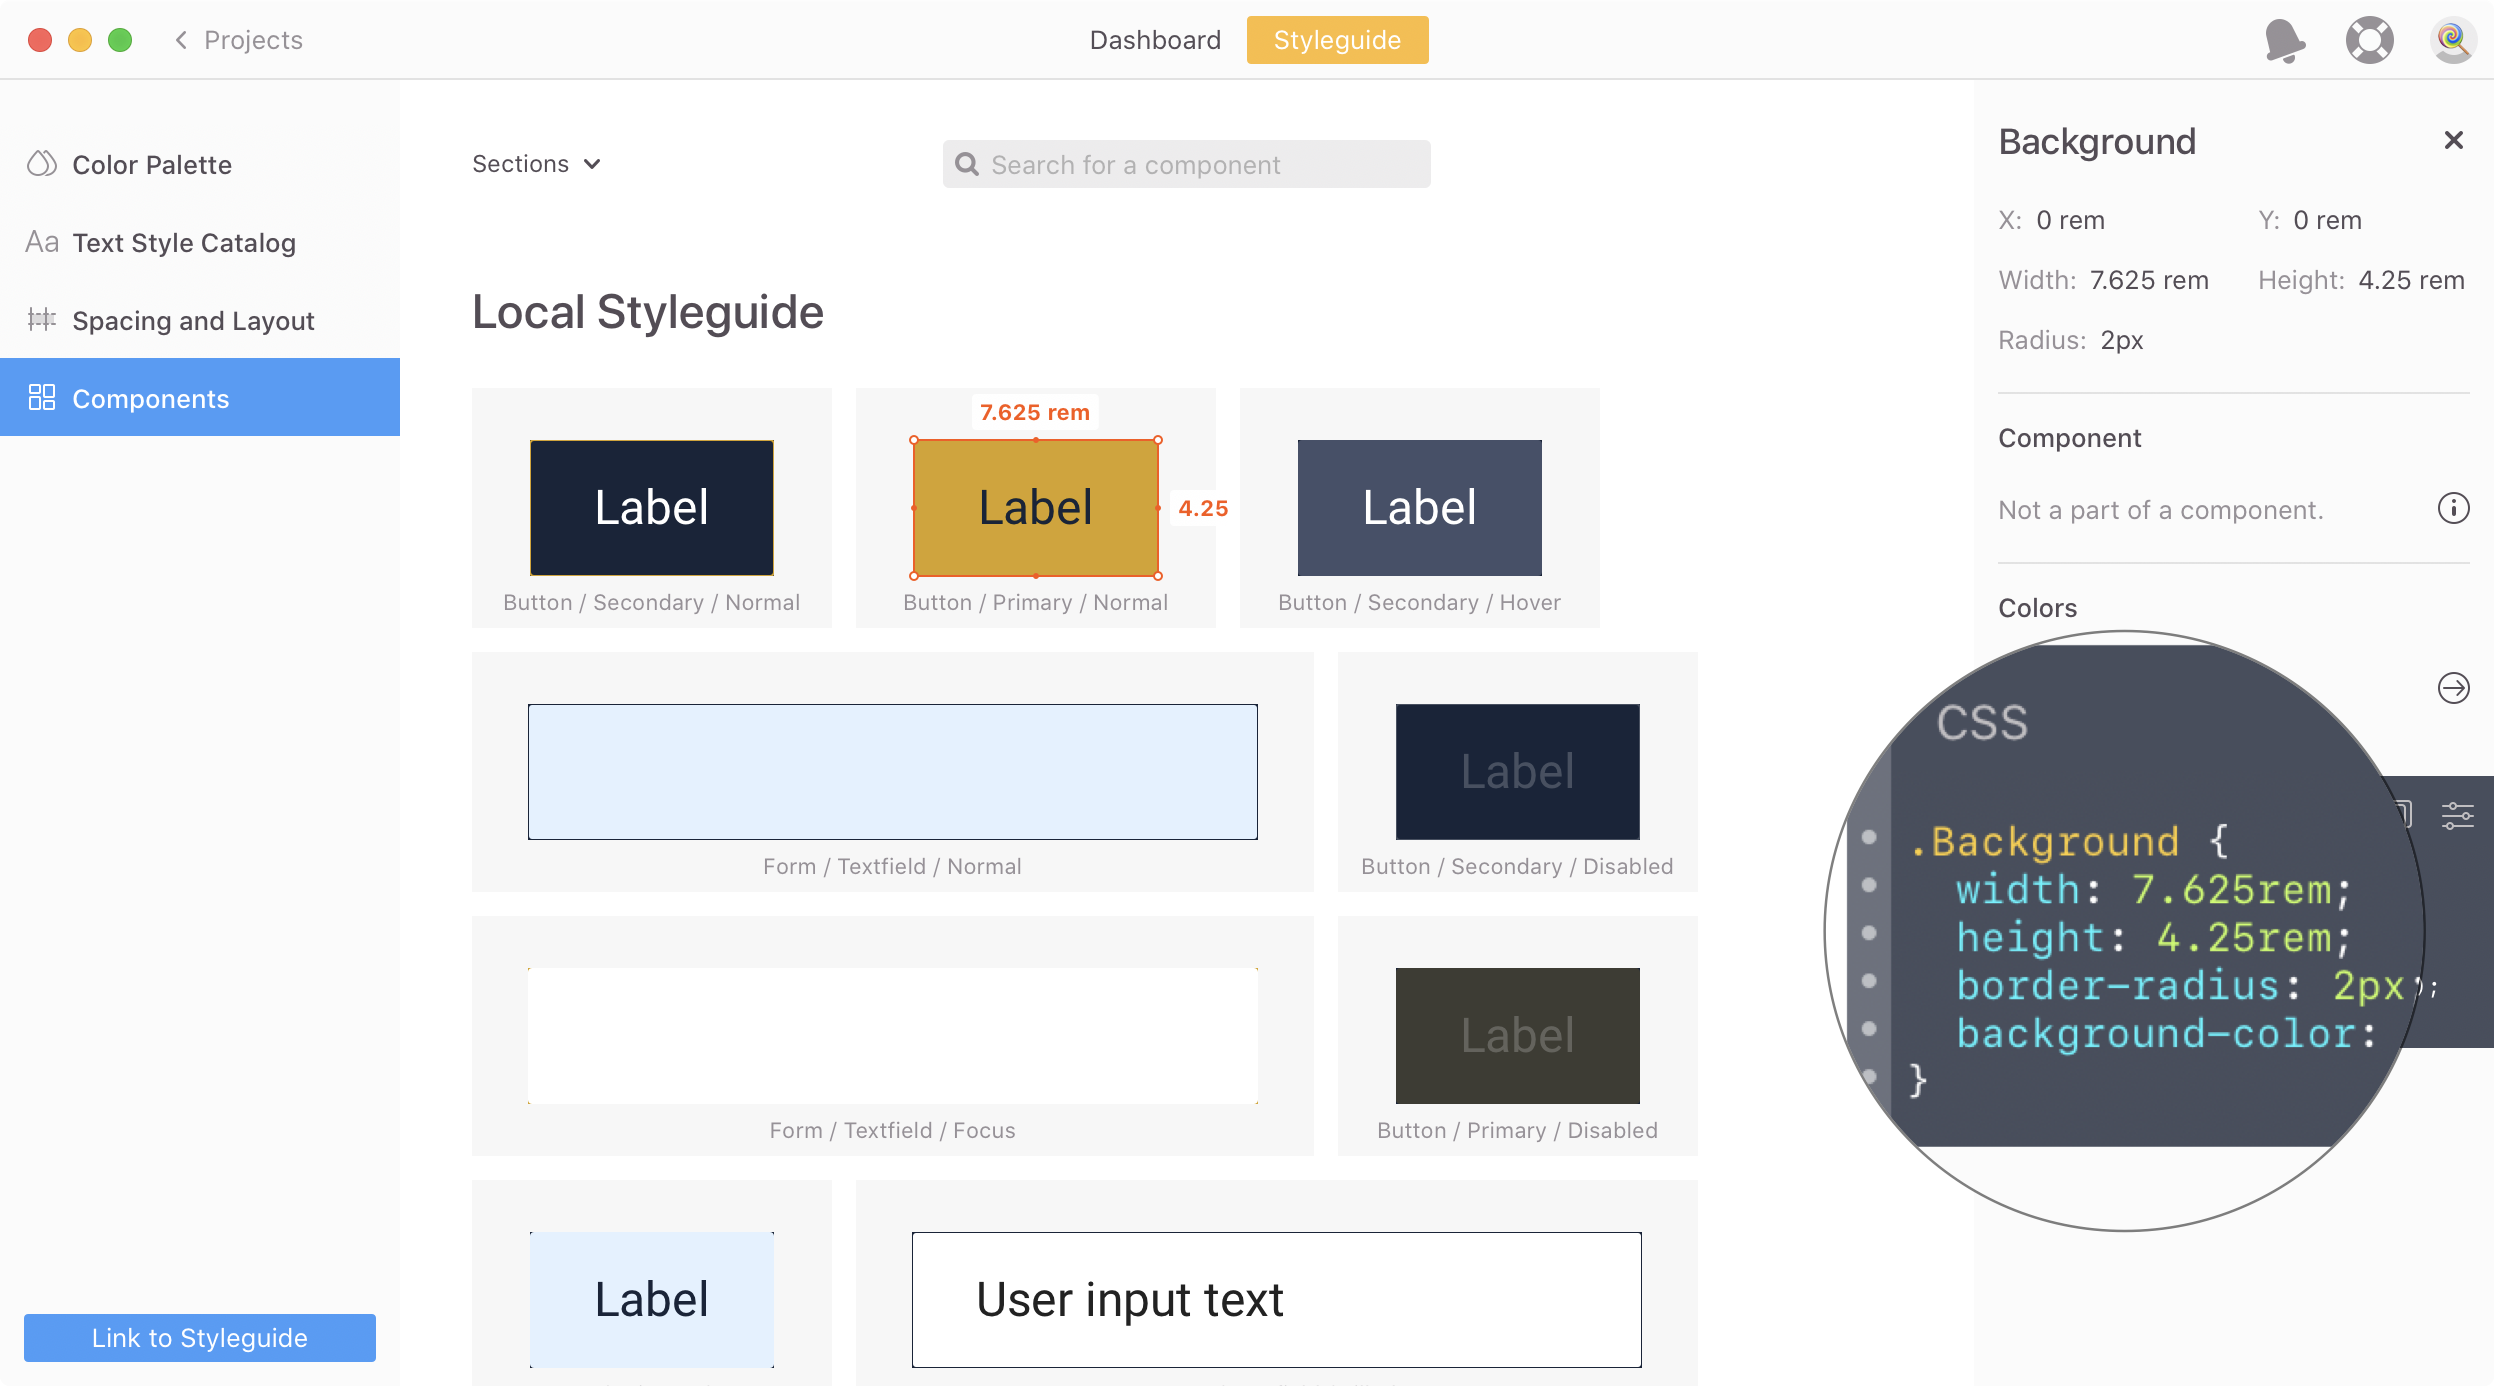 Projects
Dashboard
Styleguide
Color Palette
Aa Text Style Catalog
Spacing and Layout
Components
Link to Styleguide
Sections
Search for a component
Local Styleguide
7.625 rem
4.25
Label
Label
Label
Button / Secondary / Normal
Button / Primary / Normal
Button / Secondary / Hover
Label
Form / Textfield / Normal
Button / Secondary / Disabled
Label
Form / Textfield / Focus
Button / Primary / Disabled
Label
User input text
Background
X: 0 rem
Y: 0 rem
Width: 7.625 rem
Height: 4.25 rem
Radius: 2px
Component
Not a part of a component.
Colors
CSS
.Background {
width: 7.625rem;
height: 4.25rem;
border-radius: 2px
);
background-color:
}